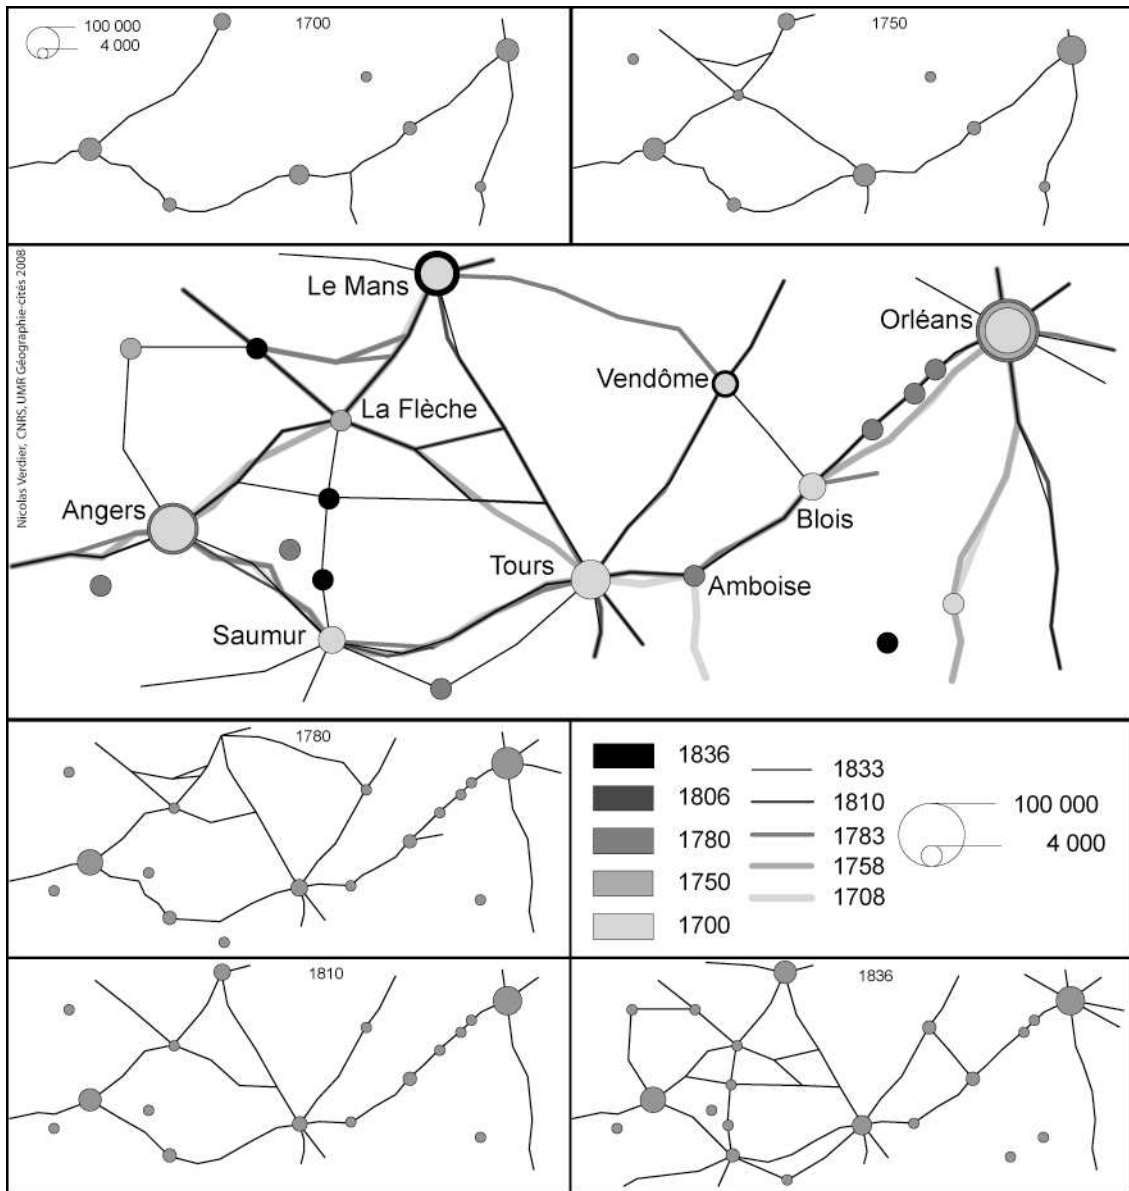 100 000
4 000
1700
1750
Nicolas Verdier, CNRS, UMR Géographie-cités 2008
Le Mans
Orléans
Vendôme
La Flèche
Angers
Blois
Tours
Amboise
Saumur
1780
1836
1806
1780
1750
1700
1833
1810
1783
1758
1708
100 000
4 000
1810
1836